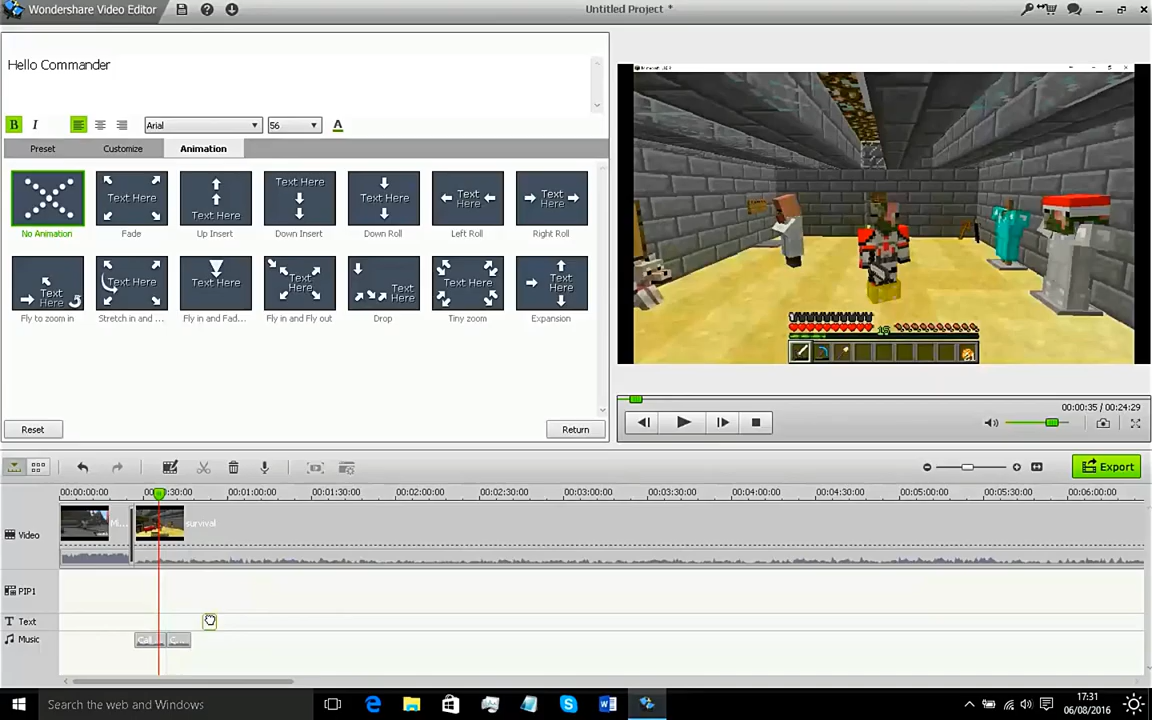 Wondershare Video Editor
Untitled Project *
Hello Commander
B I Arial 56 A
Preset Customize Animation
Text Here Text Here Text Here Text Here Text Here Text Here
No Animation Fade Up Insert Down Insert Down Roll Left Roll Right Roll
Text Here Text Here Text Here Text Here Text Here Text Here Text Here
Fly to zoom in Stretch in and ... Fly in and Fad... Fly in and Fly out Drop Tiny zoom Expansion
Reset Return
00:00:35 / 00:24:29
Export
00:00:00:00 00:01:00:00 00:01:30:00 00:02:00:00 00:02:30:00 00:03:00:00 00:03:30:00 00:04:00:00 00:04:30:00 00:05:00:00 00:05:30:00 00:06:00:00
Video Mi... survival
PIP1
T Text
Music
Search the web and Windows
17:31
06/08/2016